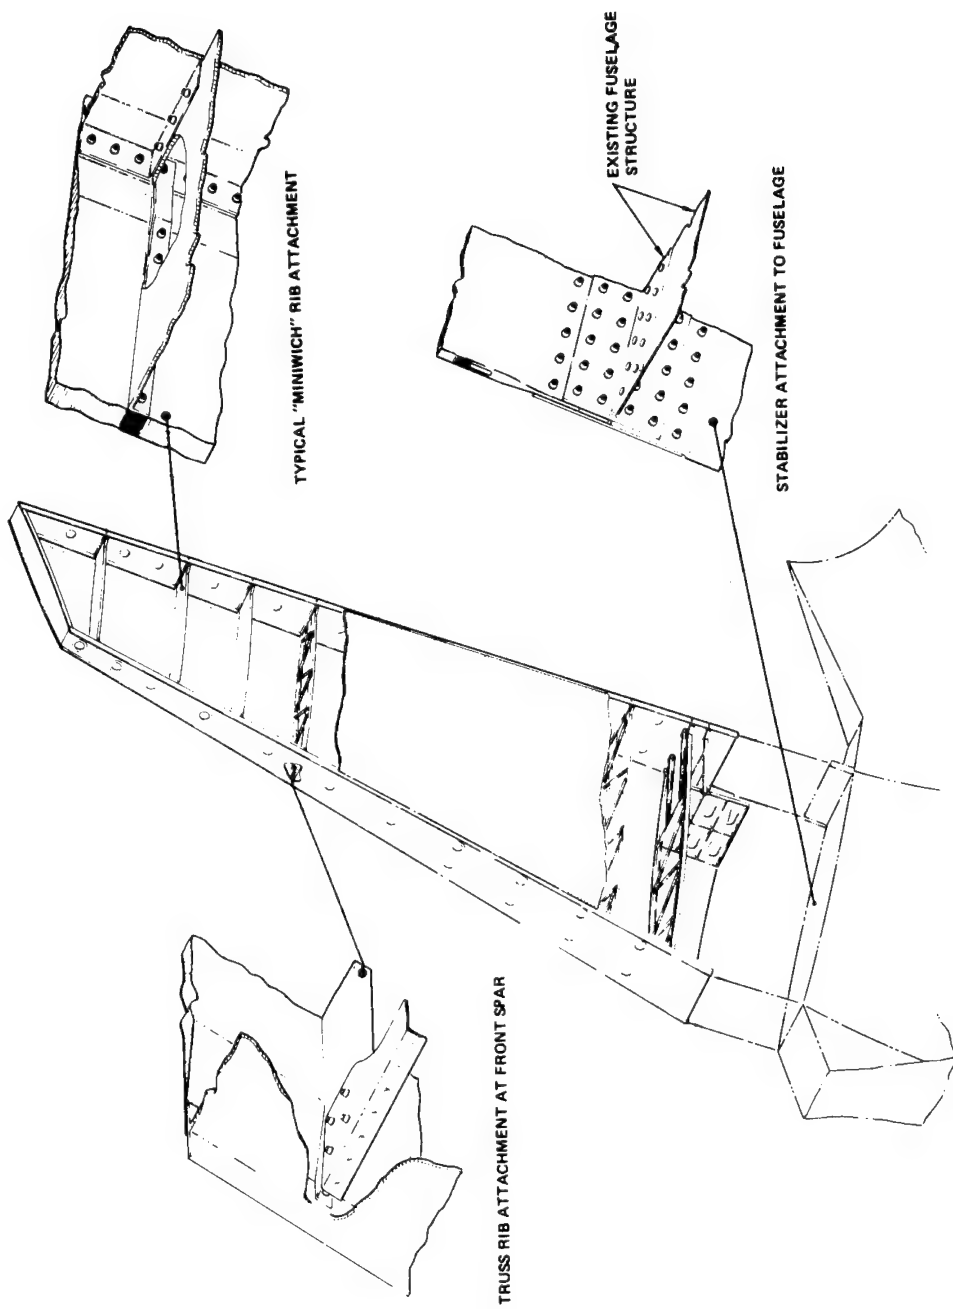 TYPICAL "MINIWICH" RIB ATTACHMENT
EXISTING FUSELAGE
STRUCTURE
STABILIZER ATTACHMENT TO FUSELAGE
TRUSS RIB ATTACHMENT AT FRONT SPAR